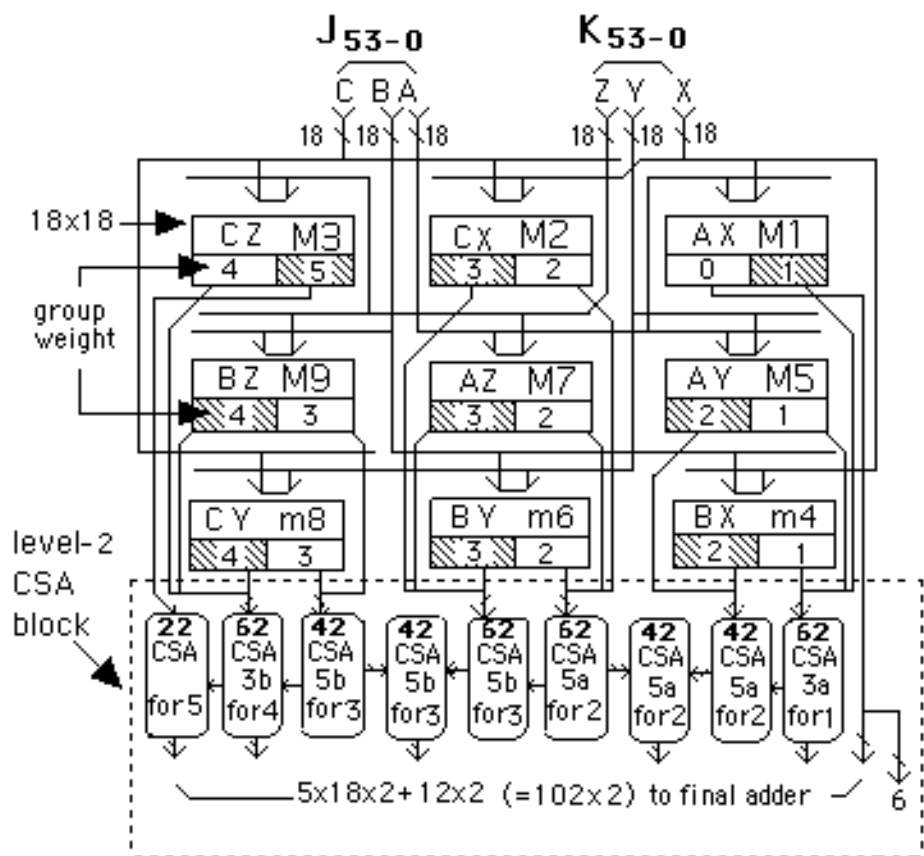 J 53-0 K 53-0
C B A Z Y X
18 18 18 18 18 18
18x18
CZ M3 CX M2 AX M1
4 5 3 2 0 1
group
weight
BZ M9 AZ M7 AY M5
4 3 3 2 2 1
CY m8 BY m6 BX m4
4 3 3 2 2 1
level-2
CSA
block
22 62 42 42 62 62 42 42 62
CSA CSA CSA CSA CSA CSA CSA CSA CSA
3b 5b 5b 5b 5a 5a 5a 3a
for5 for4 for3 for3 for3 for2 for2 for2 for1
5x18x2+12x2 (=102x2) to final adder 6